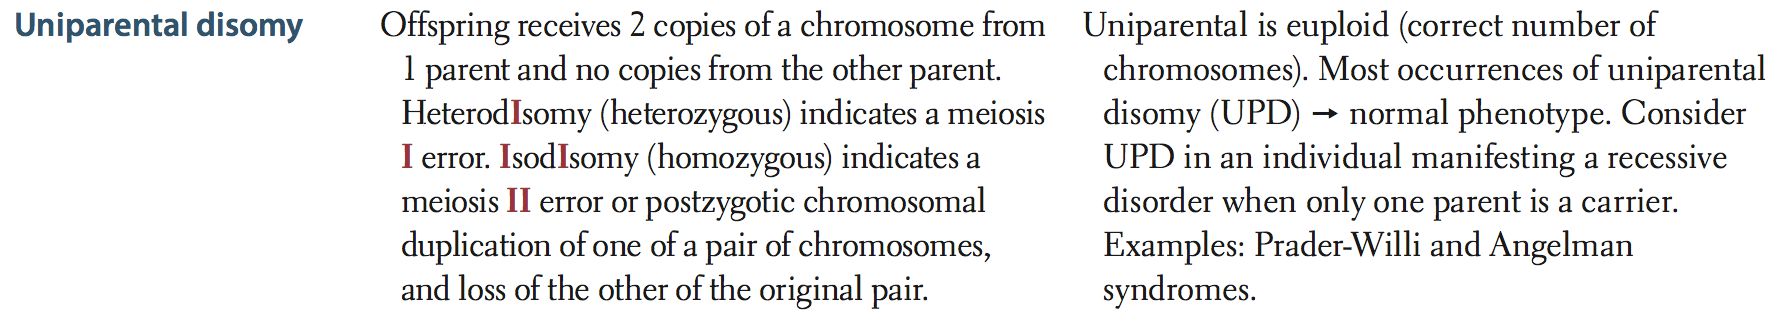 Uniparental disomy
Offspring receives 2 copies of a chromosome from
1 parent and no copies from the other parent.
HeterodIsomy (heterozygous) indicates a meiosis
I error. IsodIsomy (homozygous) indicates a
meiosis II error or postzygotic chromosomal
duplication of one of a pair of chromosomes,
and loss of the other of the original pair.
Uniparental is euploid (correct number of
chromosomes). Most occurrences of uniparental
disomy (UPD) → normal phenotype. Consider
UPD in an individual manifesting a recessive
disorder when only one parent is a carrier.
Examples: Prader-Willi and Angelman
syndromes.